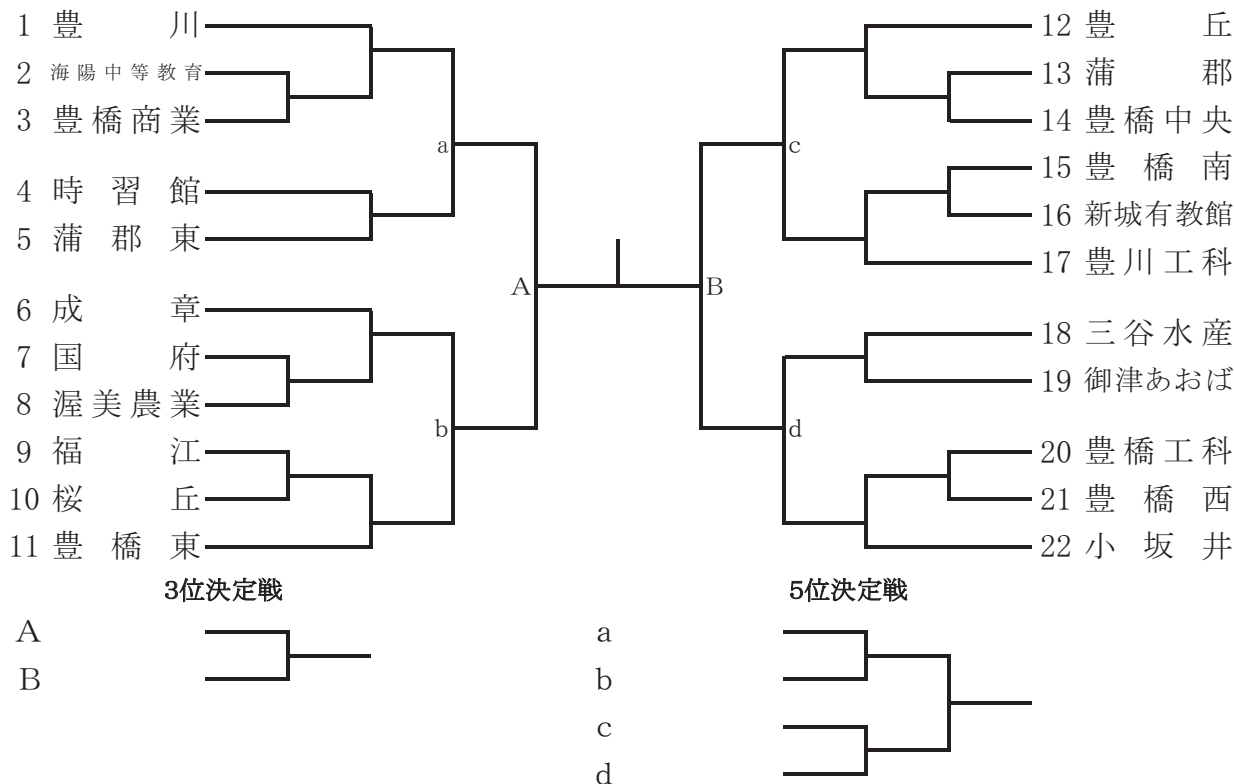 1 豊川
2 海陽中等教育
3 豊橋商業
4 時習館
5 蒲郡東
6 成章
7 国府
8 渥美農業
9 福江
10 桜丘
11 豊橋東
a
b
A
B
c
d
12 豊丘
13 蒲郡
14 豊橋中央
15 豊橋南
16 新城有教館
17 豊川工科
18 三谷水産
19 御津あおば
20 豊橋工科
21 豊橋西
22 小坂井
3位決定戦
A
B
5位決定戦
a
b
c
d